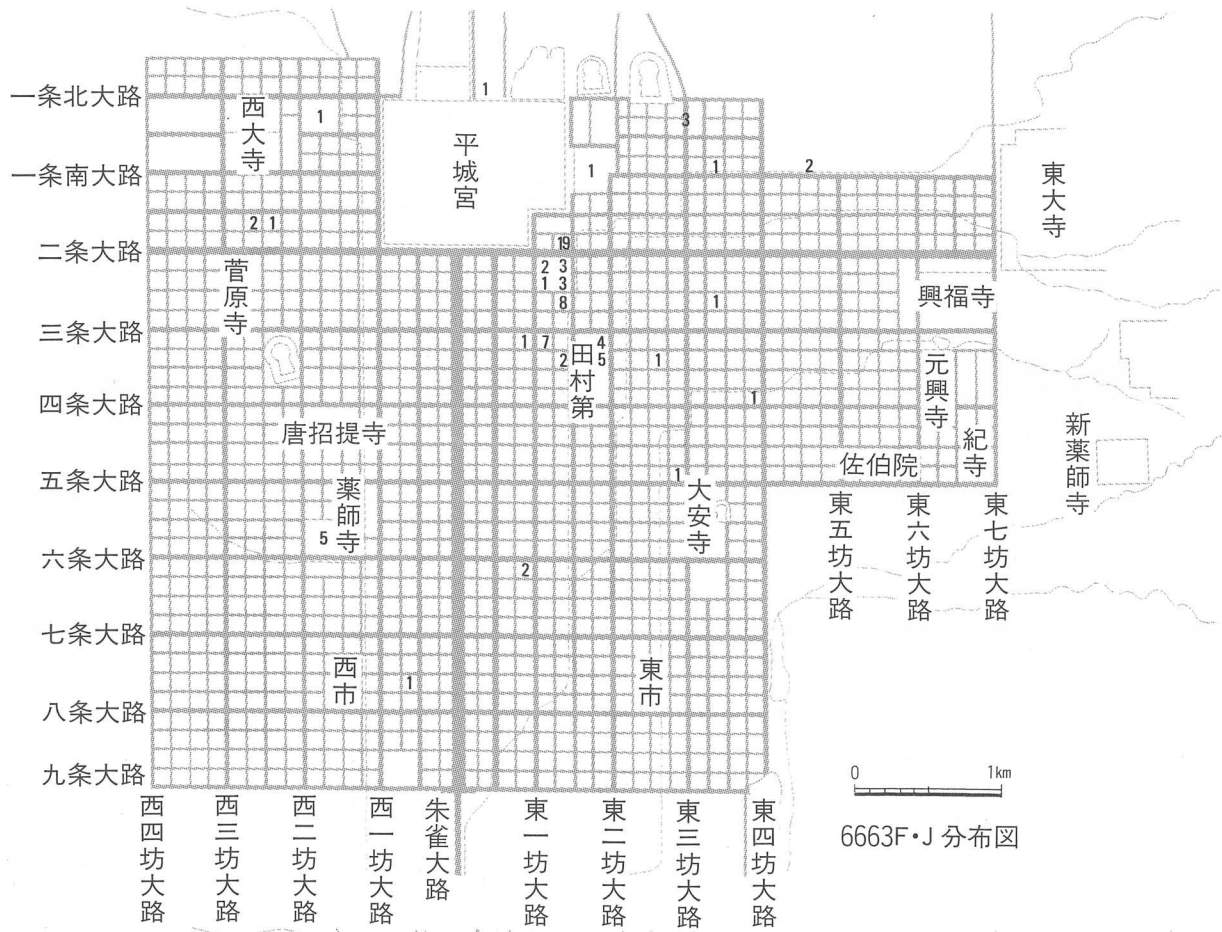 一条北大路
一条南大路
二条大路
三条大路
四条大路
五条大路
六条大路
七条大路
八条大路
九条大路
西大寺
平城宮
東大寺
菅原寺
興福寺
田村第
元興寺
紀寺
新薬師寺
唐招提寺
佐伯院
薬師寺
大安寺
西市
東市
1
1
3
1
1
2
2 1
19
2 3
1 3
8
1
1 7
4
2
5
1
1
1
5
2
1
東五坊大路
東六坊大路
東七坊大路
西四坊大路
西三坊大路
西二坊大路
西一坊大路
朱雀大路
東一坊大路
東二坊大路
東三坊大路
東四坊大路
0 1km
6663F・J 分布図